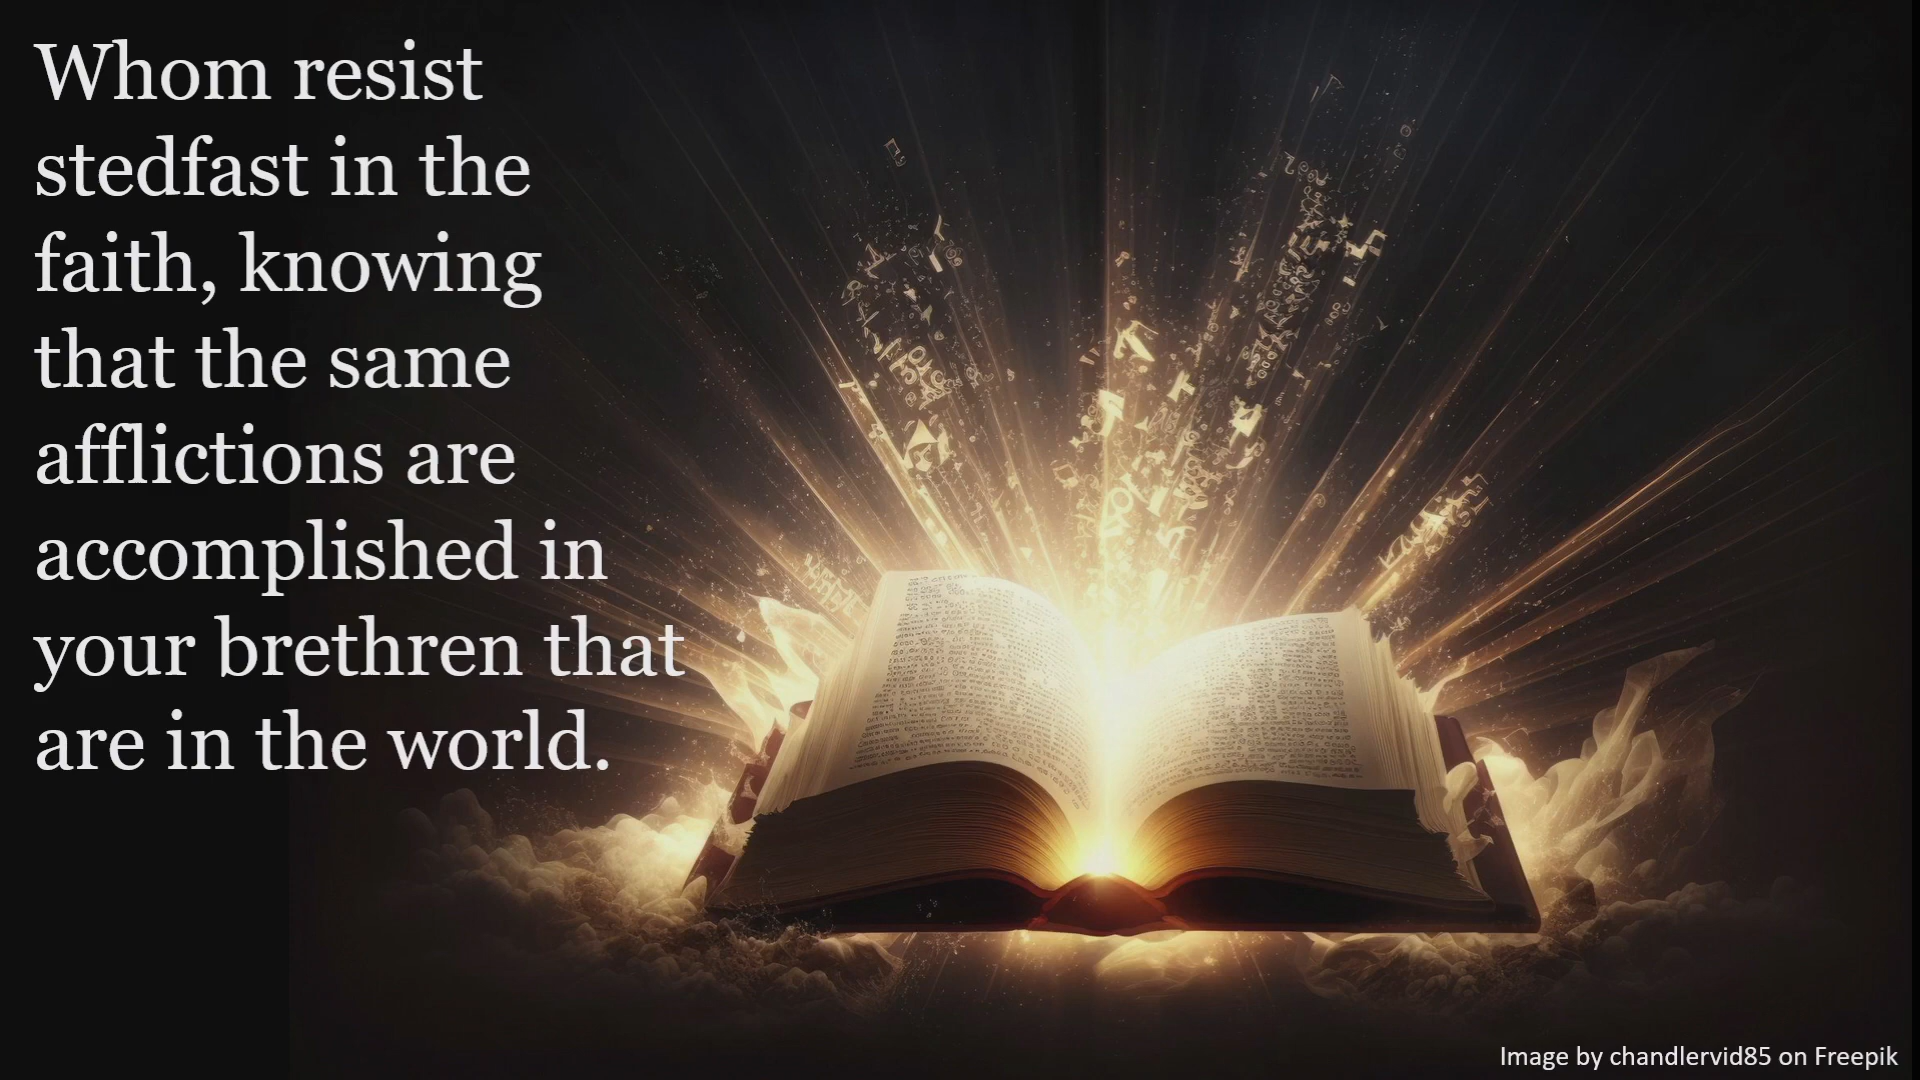 Whom resist
stedfast in the
faith, knowing
that the same
afflictions are
accomplished in
your brethren that
are in the world.
Image by chandlervid85 on Freepik